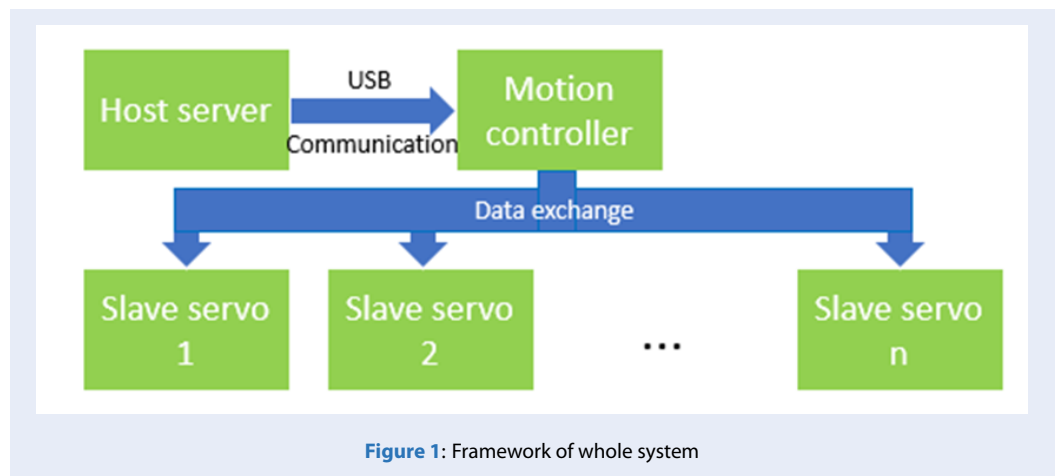 Host server
USB
Communication
Motion
controller
Data exchange
Slave servo
1
Slave servo
2
...
Slave servo
n
Figure 1: Framework of whole system